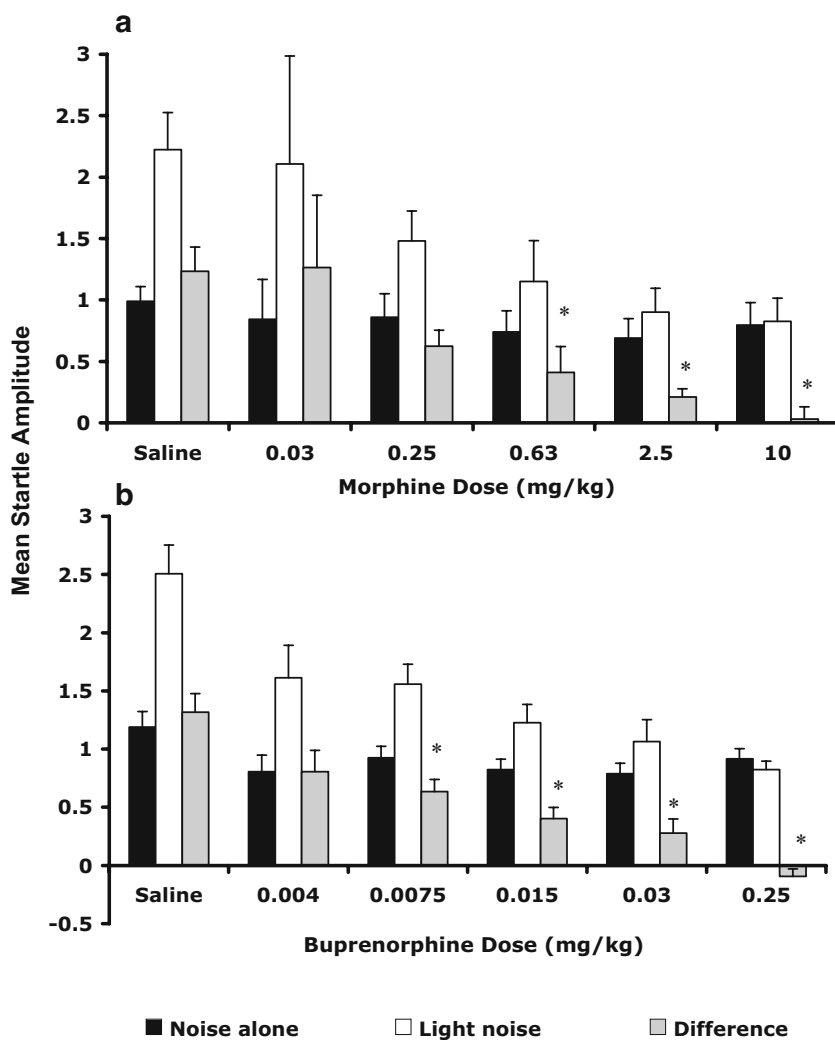 a
3
2.5
2
1.5
*
1
*
0.5
*
0
Saline 0.03 0.25 0.63 2.5 10
Morphine Dose (mg/kg)
Mean Startle Amplitude
b
3
2.5
2
1.5
*
1
*
*
0.5
*
0
Saline 0.004 0.0075 0.015 0.03 0.25
-0.5
Buprenorphine Dose (mg/kg)
Noise alone Light noise Difference